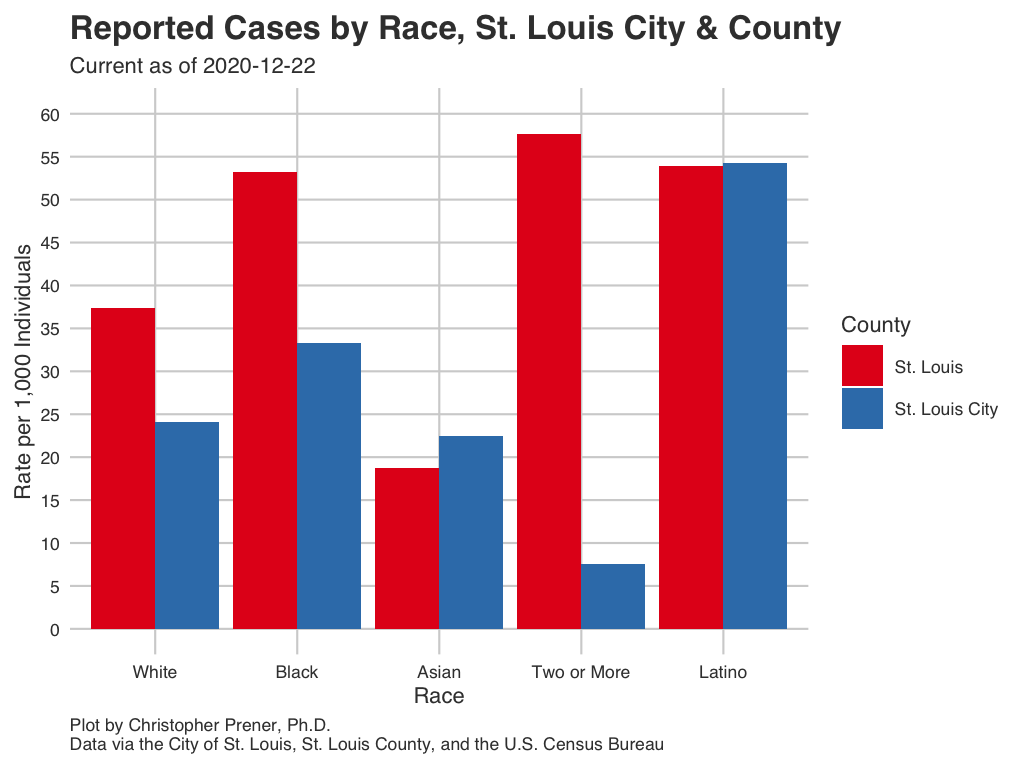 Reported Cases by Race, St. Louis City & County
Current as of 2020-12-22
60
55
50
45
40
35
30
25
20
15
10
5
0
Rate per 1,000 Individuals
White
Black
Asian
Two or More
Latino
Race
County
St. Louis
St. Louis City
Plot by Christopher Prener, Ph.D.
Data via the City of St. Louis, St. Louis County, and the U.S. Census Bureau